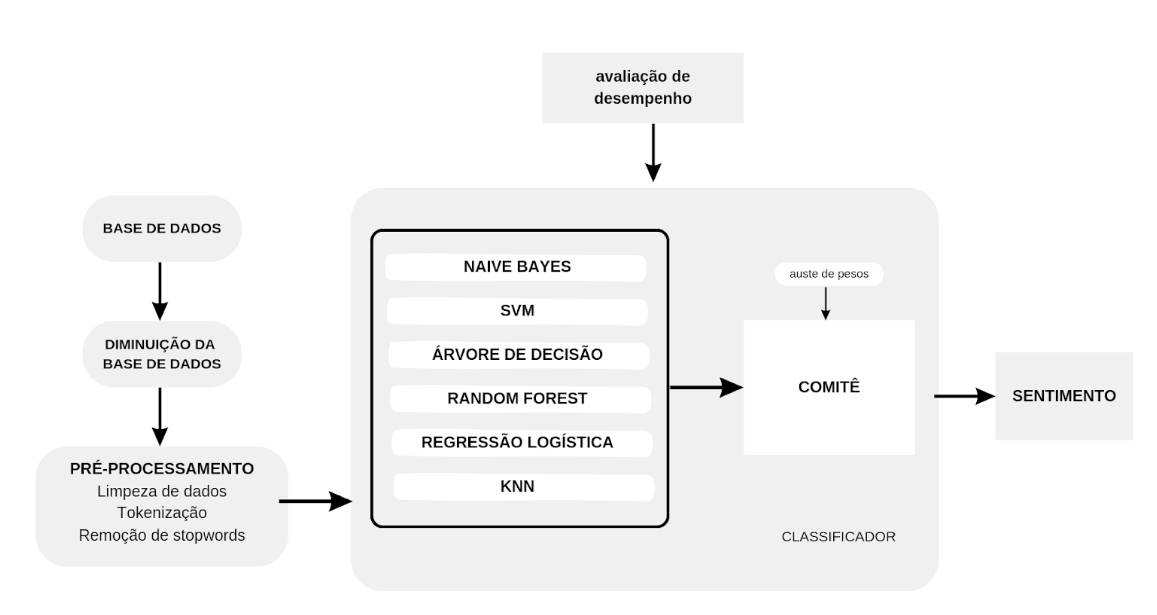 avaliação de
desempenho
BASE DE DADOS
DIMINUIÇÃO DA
BASE DE DADOS
PRÉ-PROCESSAMENTO
Limpeza de dados
Tokenização
Remoção de stopwords
NAIVE BAYES
SVM
ÁRVORE DE DECISÃO
RANDOM FOREST
REGRESSÃO LOGÍSTICA
KNN
auste de pesos
COMITÊ
CLASSIFICADOR
SENTIMENTO